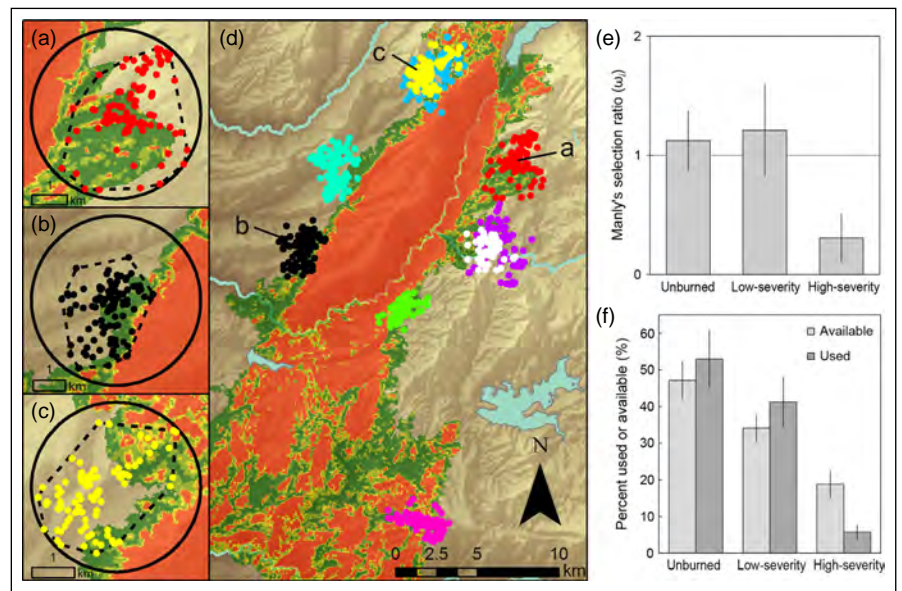 (a)
1
km
(b)
1
km
(c)
1
km
(d)
c
a
b
N
0 2.5 5 10
km
(e)
Manly's selection ratio (ωᵢ)
2
1
0
Unburned Low-severity High-severity
(f)
Percent used or available (%)
60
50
40
30
20
10
0
Available
Used
Unburned Low-severity High-severity